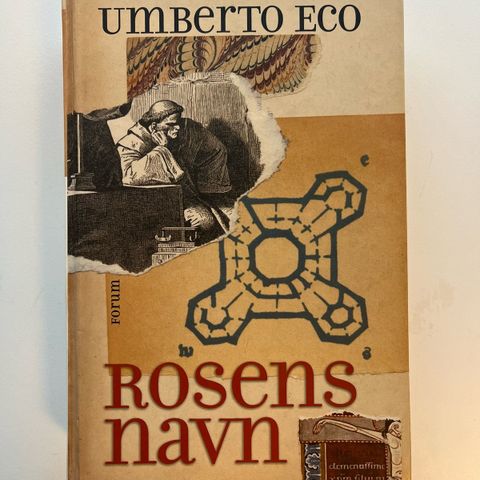 UMBERTO ECO
Forum
ROSENS
navn